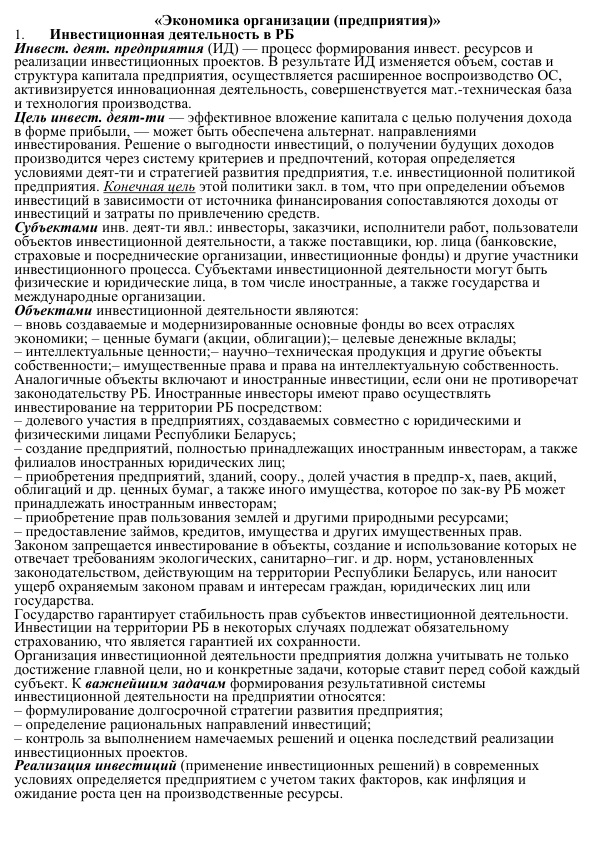 «Экономика организации (предприятия)»
1. Инвестиционная деятельность в РБ
Инвест. деят. предприятия (ИД) — процесс формирования инвест. ресурсов и
реализации инвестиционных проектов. В результате ИД изменяется объем, состав и
структура капитала предприятия, осуществляется расширенное воспроизводство ОС,
активизируется инновационная деятельность, совершенствуется мат.-техническая база
и технология производства.
Цель инвест. деят-ти — эффективное вложение капитала с целью получения дохода
в форме прибыли, — может быть обеспечена альтернат. направлениями
инвестирования. Решение о выгодности инвестиций, о получении будущих доходов
производится через систему критериев и предпочтений, которая определяется
условиями деят-ти и стратегией развития предприятия, т.е. инвестиционной политикой
предприятия. Конечная цель этой политики закл. в том, что при определении объемов
инвестиций в зависимости от источника финансирования сопоставляются доходы от
инвестиций и затраты по привлечению средств.
Субъектами инв. деят-ти явл.: инвесторы, заказчики, исполнители работ, пользователи
объектов инвестиционной деятельности, а также поставщики, юр. лица (банковские,
страховые и посреднические организации, инвестиционные фонды) и другие участники
инвестиционного процесса. Субъектами инвестиционной деятельности могут быть
физические и юридические лица, в том числе иностранные, а также государства и
международные организации.
Объектами инвестиционной деятельности являются:
– вновь создаваемые и модернизированные основные фонды во всех отраслях
экономики; – ценные бумаги (акции, облигации);– целевые денежные вклады;
– интеллектуальные ценности;– научно–техническая продукция и другие объекты
собственности;– имущественные права и права на интеллектуальную собственность.
Аналогичные объекты включают и иностранные инвестиции, если они не противоречат
законодательству РБ. Иностранные инвесторы имеют право осуществлять
инвестирование на территории РБ посредством:
– долевого участия в предприятиях, создаваемых совместно с юридическими и
физическими лицами Республики Беларусь;
– создание предприятий, полностью принадлежащих иностранным инвесторам, а также
филиалов иностранных юридических лиц;
– приобретения предприятий, зданий, соору., долей участия в предпр-х, паев, акций,
облигаций и др. ценных бумаг, а также иного имущества, которое по зак-ву РБ может
принадлежать иностранным инвесторам;
– приобретение прав пользования землей и другими природными ресурсами;
– предоставление займов, кредитов, имущества и других имущественных прав.
Законом запрещается инвестирование в объекты, создание и использование которых не
отвечает требованиям экологических, санитарно–гиг. и др. норм, установленных
законодательством, действующим на территории Республики Беларусь, или наносит
ущерб охраняемым законом правам и интересам граждан, юридических лиц или
государства.
Государство гарантирует стабильность прав субъектов инвестиционной деятельности.
Инвестиции на территории РБ в некоторых случаях подлежат обязательному
страхованию, что является гарантией их сохранности.
Организация инвестиционной деятельности предприятия должна учитывать не только
достижение главной цели, но и конкретные задачи, которые ставит перед собой каждый
субъект. К важнейшим задачам формирования результативной системы
инвестиционной деятельности на предприятии относятся:
– формулирование долгосрочной стратегии развития предприятия;
– определение рациональных направлений инвестиций;
– контроль за выполнением намечаемых решений и оценка последствий реализации
инвестиционных проектов.
Реализация инвестиций (применение инвестиционных решений) в современных
условиях определяется предприятием с учетом таких факторов, как инфляция и
ожидание роста цен на производственные ресурсы.